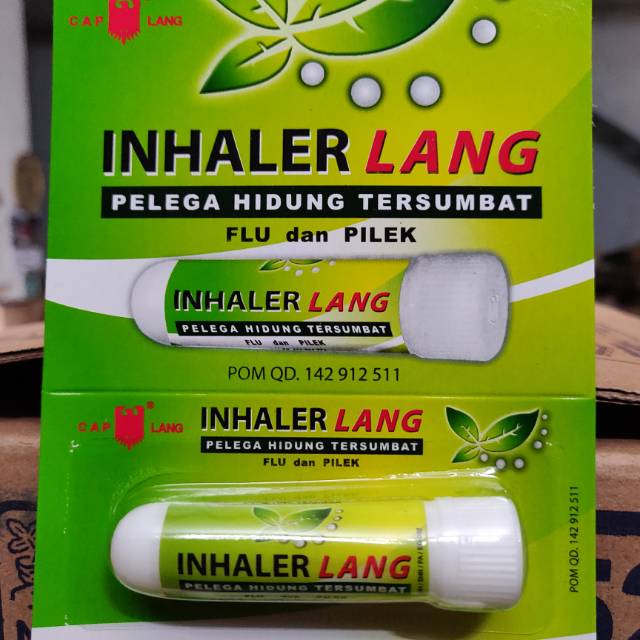 CAP LANG
INHALER LANG
PELEGA HIDUNG TERSUMBAT
FLU dan PILEK
INHALER LANG
PELEGA HIDUNG TERSUMBAT
FLU dan PILEK
POM QD. 142 912 511
CAP LANG
INHALER LANG
PELEGA HIDUNG TERSUMBAT
FLU dan PILEK
POM QD. 142 912 511
INHALER LANG
PELEGA HIDUNG TERSUMBAT